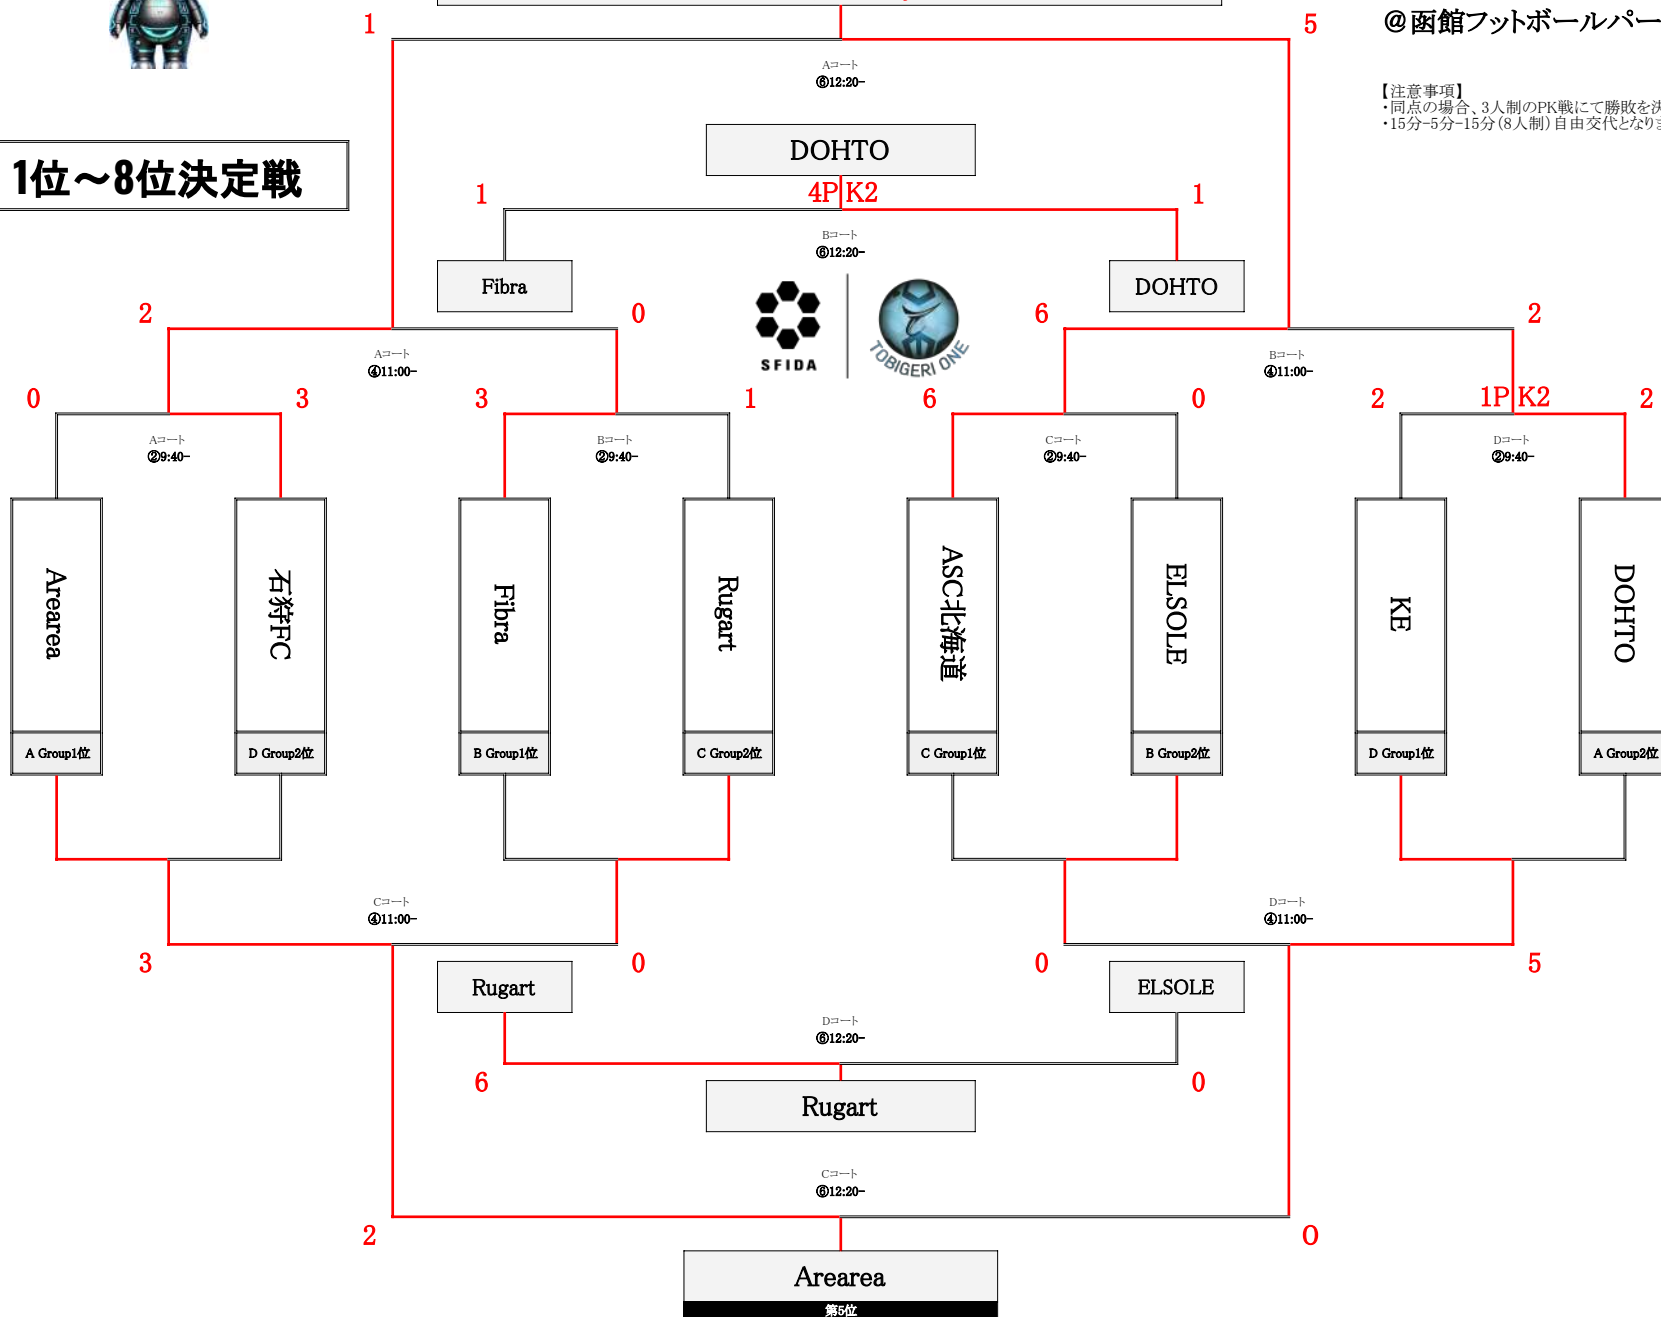 1
5
@函館フットボールパー
Aコート
⑥12:20-
【注意事項】
・同点の場合、3人制のPK戦にて勝敗を決
・15分-5分-15分(8人制)自由交代となりま
1位～8位決定戦
DOHTO
1
4PK2
1
Bコート
⑥12:20-
Fibra
DOHTO
SFIDA
TOBIGERI ONE
2
0
6
2
Aコート
④11:00-
Bコート
④11:00-
0
3
3
1
6
0
2
1PK2
2
Aコート
②9:40-
Bコート
②9:40-
Cコート
②9:40-
Dコート
②9:40-
Arearea
石狩FC
Fibra
Rugart
ASC北海道
ELSOLE
KE
DOHTO
A Group1位
D Group2位
B Group1位
C Group2位
C Group1位
B Group2位
D Group1位
A Group2位
Cコート
④11:00-
Dコート
④11:00-
3
0
0
5
Rugart
ELSOLE
Dコート
⑥12:20-
6
0
Rugart
Cコート
⑥12:20-
2
0
Arearea
第5位